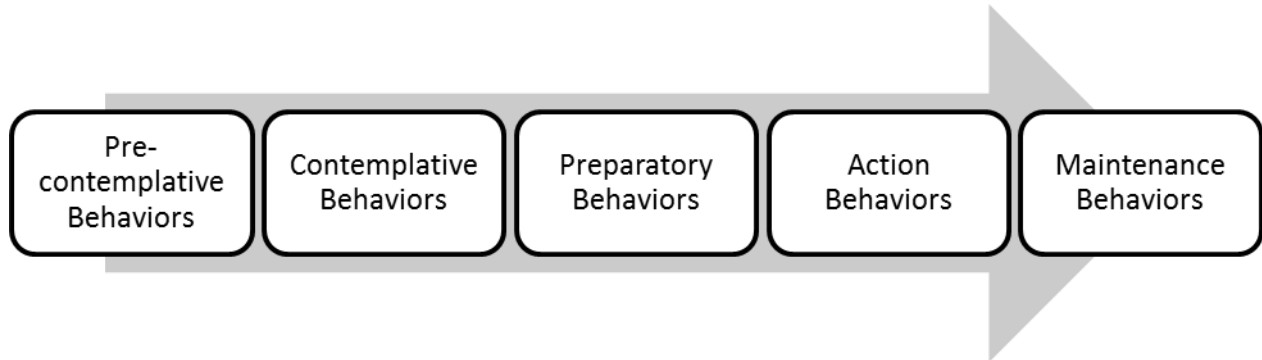 Pre-
contemplative
Behaviors
Contemplative
Behaviors
Preparatory
Behaviors
Action
Behaviors
Maintenance
Behaviors